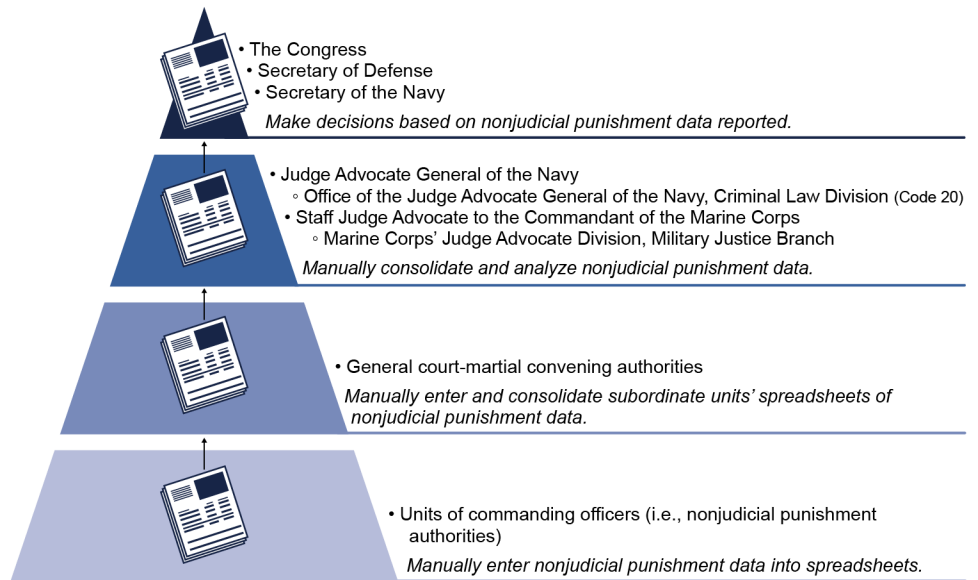 • The Congress
• Secretary of Defense
• Secretary of the Navy
Make decisions based on nonjudicial punishment data reported.
• Judge Advocate General of the Navy
◦ Office of the Judge Advocate General of the Navy, Criminal Law Division (Code 20)
• Staff Judge Advocate to the Commandant of the Marine Corps
◦ Marine Corps’ Judge Advocate Division, Military Justice Branch
Manually consolidate and analyze nonjudicial punishment data.
• General court-martial convening authorities
Manually enter and consolidate subordinate units’ spreadsheets of
nonjudicial punishment data.
• Units of commanding officers (i.e., nonjudicial punishment
authorities)
Manually enter nonjudicial punishment data into spreadsheets.